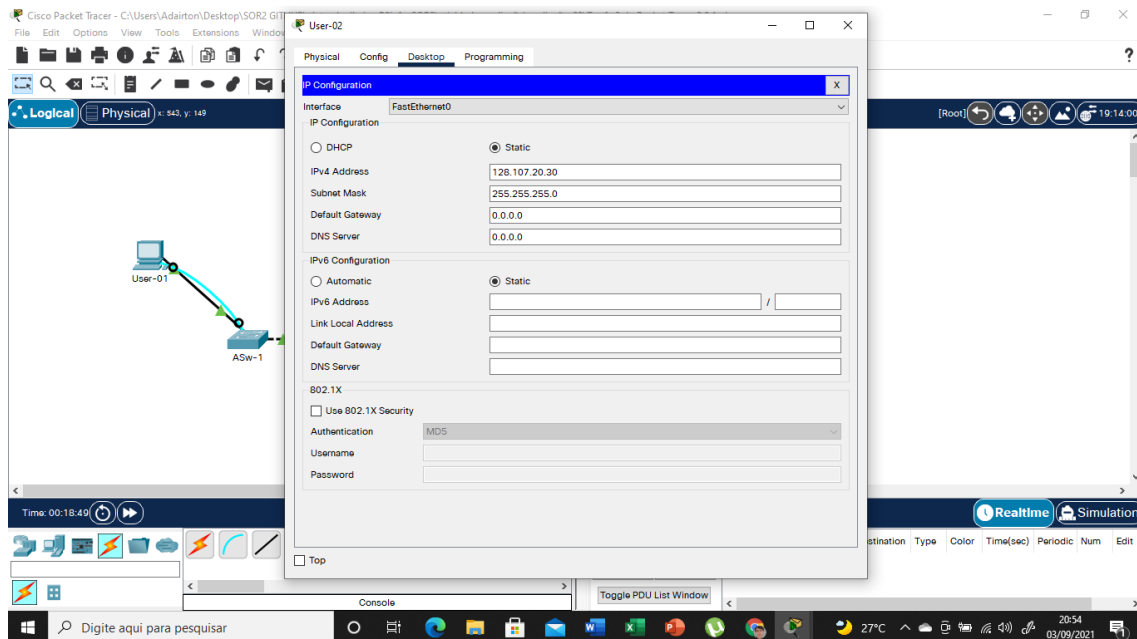 Cisco Packet Tracer - C:\Users\Adairton\Desktop\SOR2 GIT
File Edit Options View Tools Extensions Window
?
Logical Physical x: 543, y: 149
[Root] 19:14:00
User-02
Physical Config Desktop Programming
IP Configuration X
Interface FastEthernet0
IP Configuration
DHCP Static
IPv4 Address 128.107.20.30
Subnet Mask 255.255.255.0
Default Gateway 0.0.0.0
DNS Server 0.0.0.0
IPv6 Configuration
Automatic Static
IPv6 Address /
Link Local Address
Default Gateway
DNS Server
802.1X
Use 802.1X Security
Authentication MD5
Username
Password
Top
User-01
ASw-1
Time: 00:18:49
Realtime Simulation
stination Type Color Time(sec) Periodic Num Edit
Console
Toggle PDU List Window
Digite aqui para pesquisar
27°C
20:54
03/09/2021